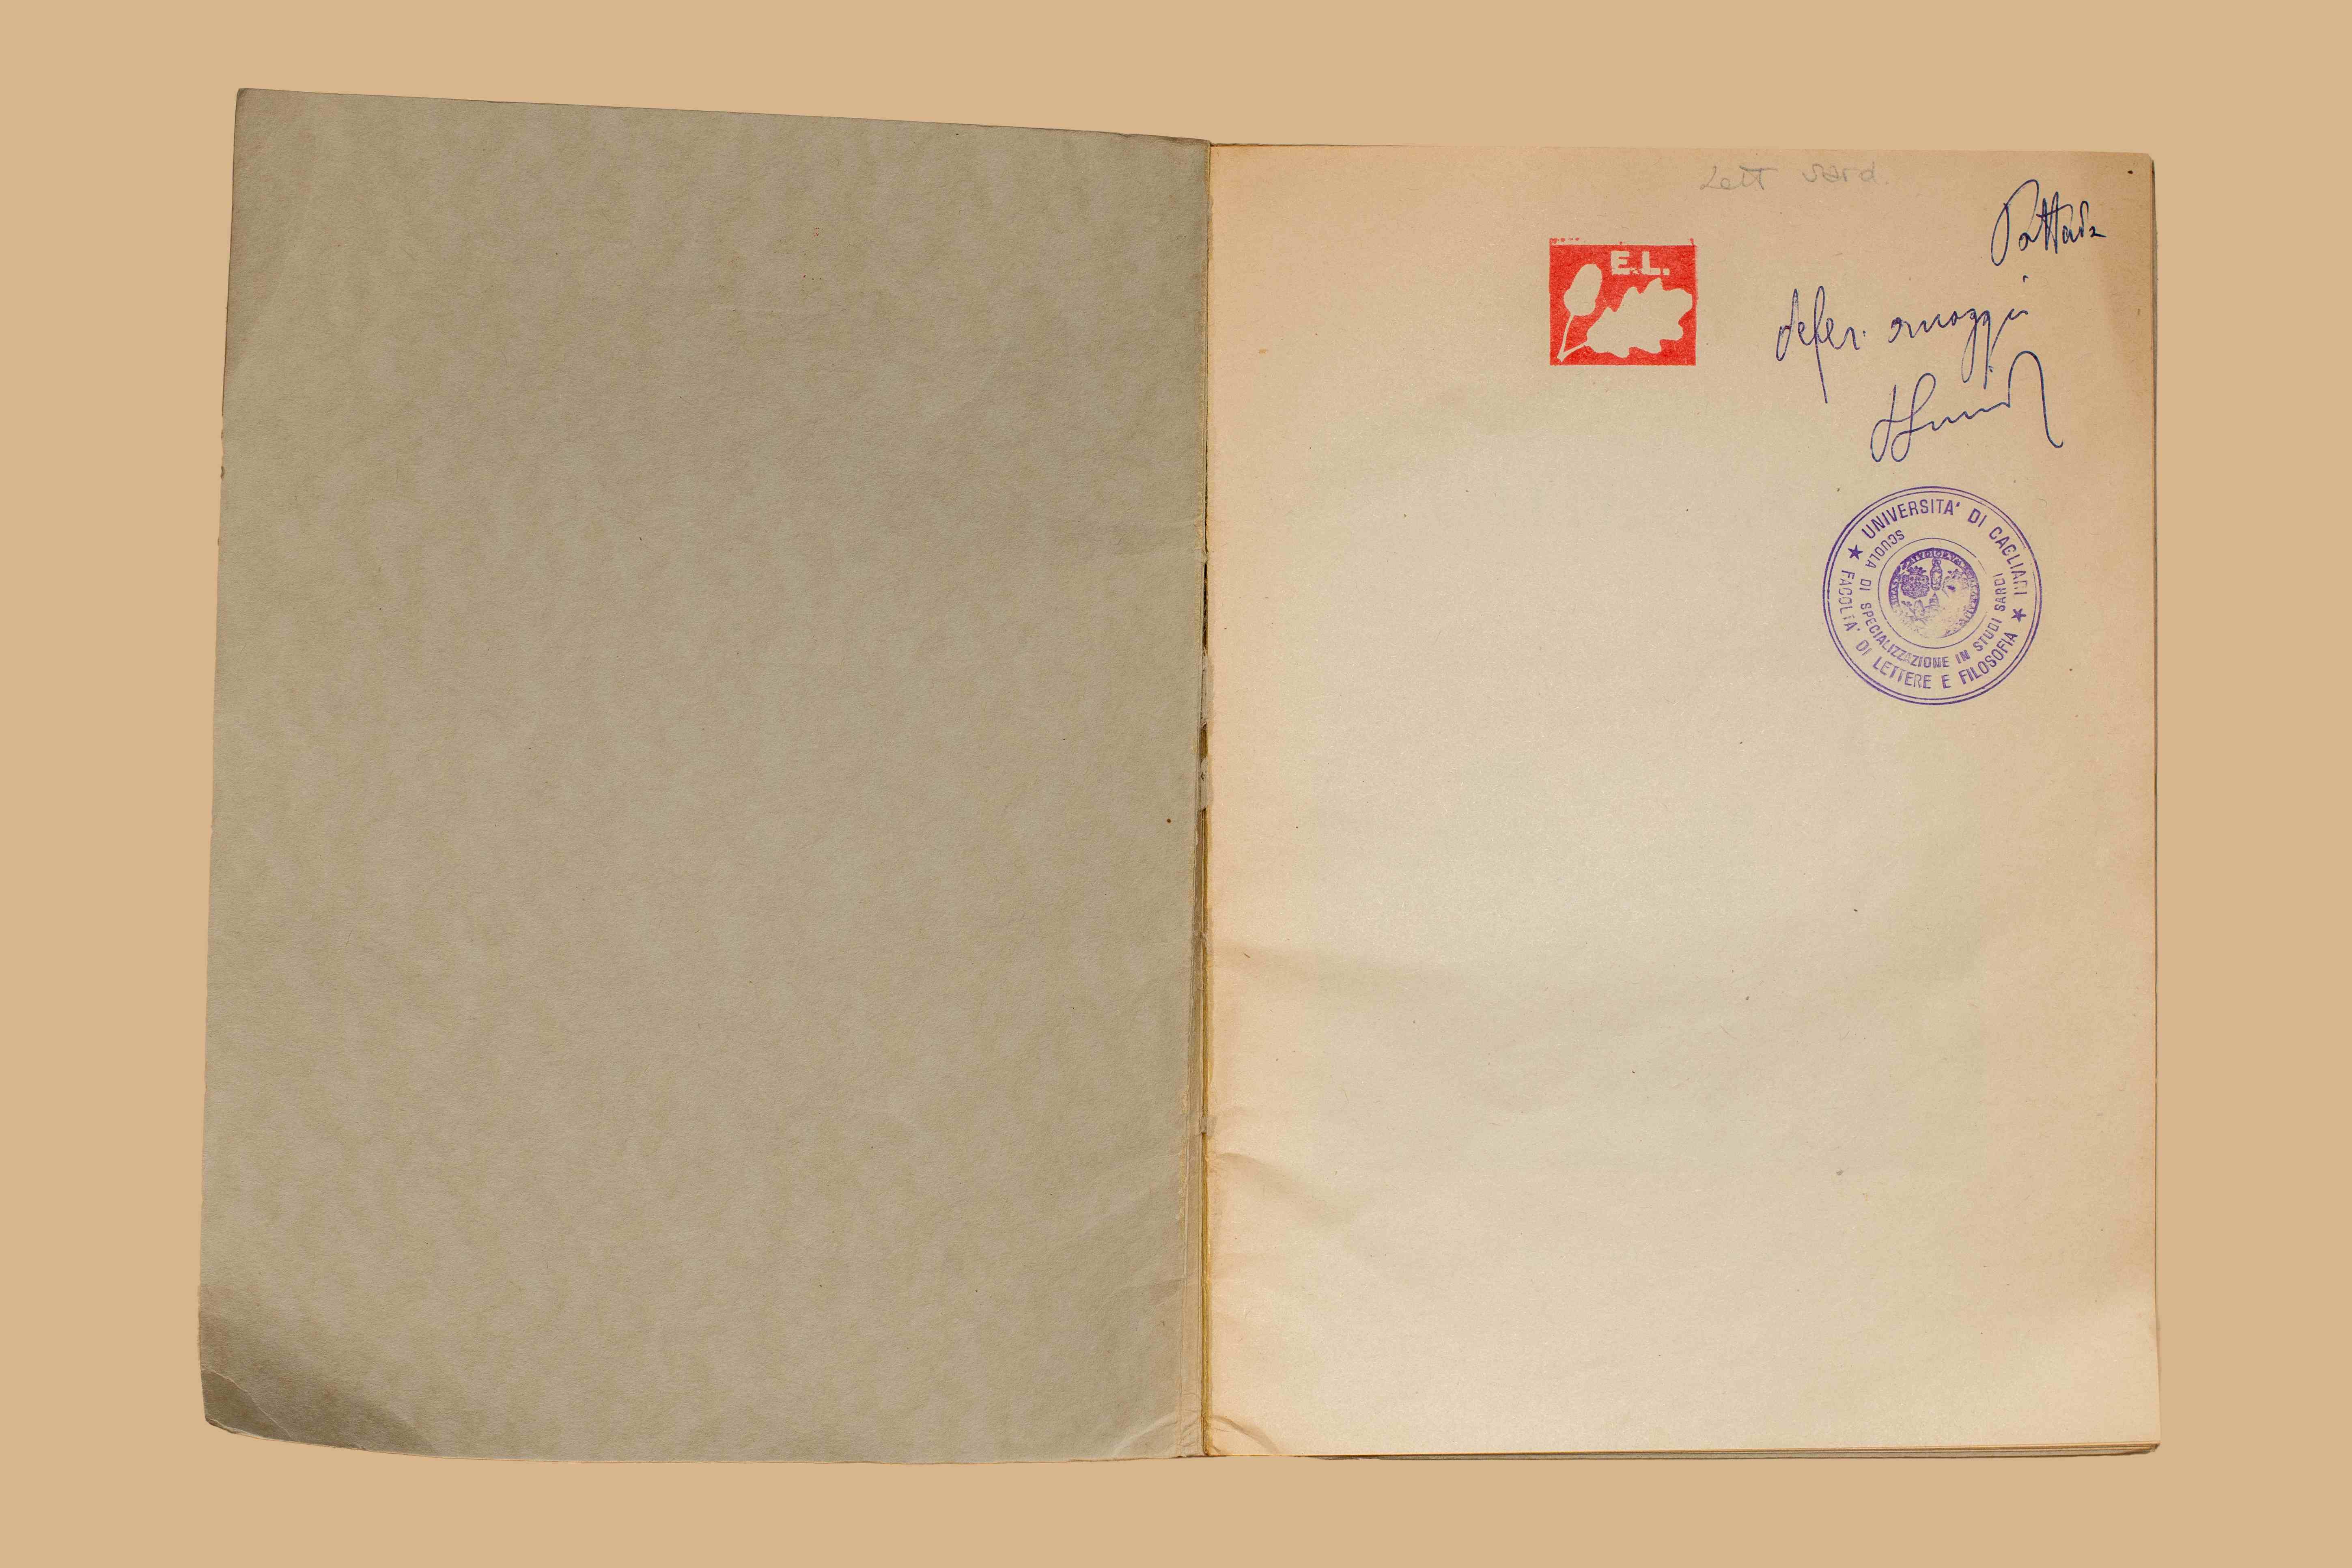 Lett sard.
Pattada
E.L.
defer. omaggi
★ UNIVERSITA' DI CAGLIARI ★
FACOLTA' DI LETTERE E FILOSOFIA
SCUOLA DI SPECIALIZZAZIONE IN STUDI SARDI